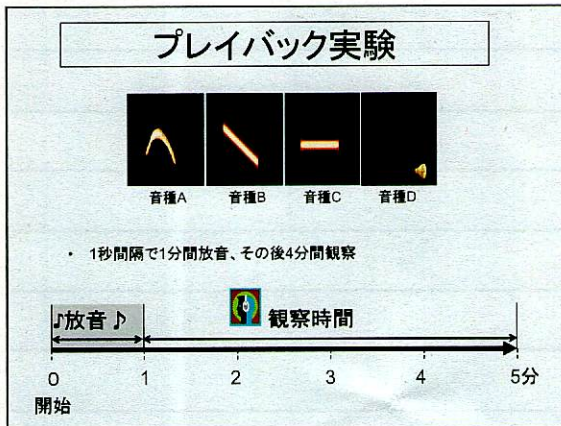 プレイバック実験
音種A 音種B 音種C 音種D
・ 1秒間隔で1分間放音、その後4分間観察
♪放音♪
観察時間
0 1 2 3 4 5分
開始